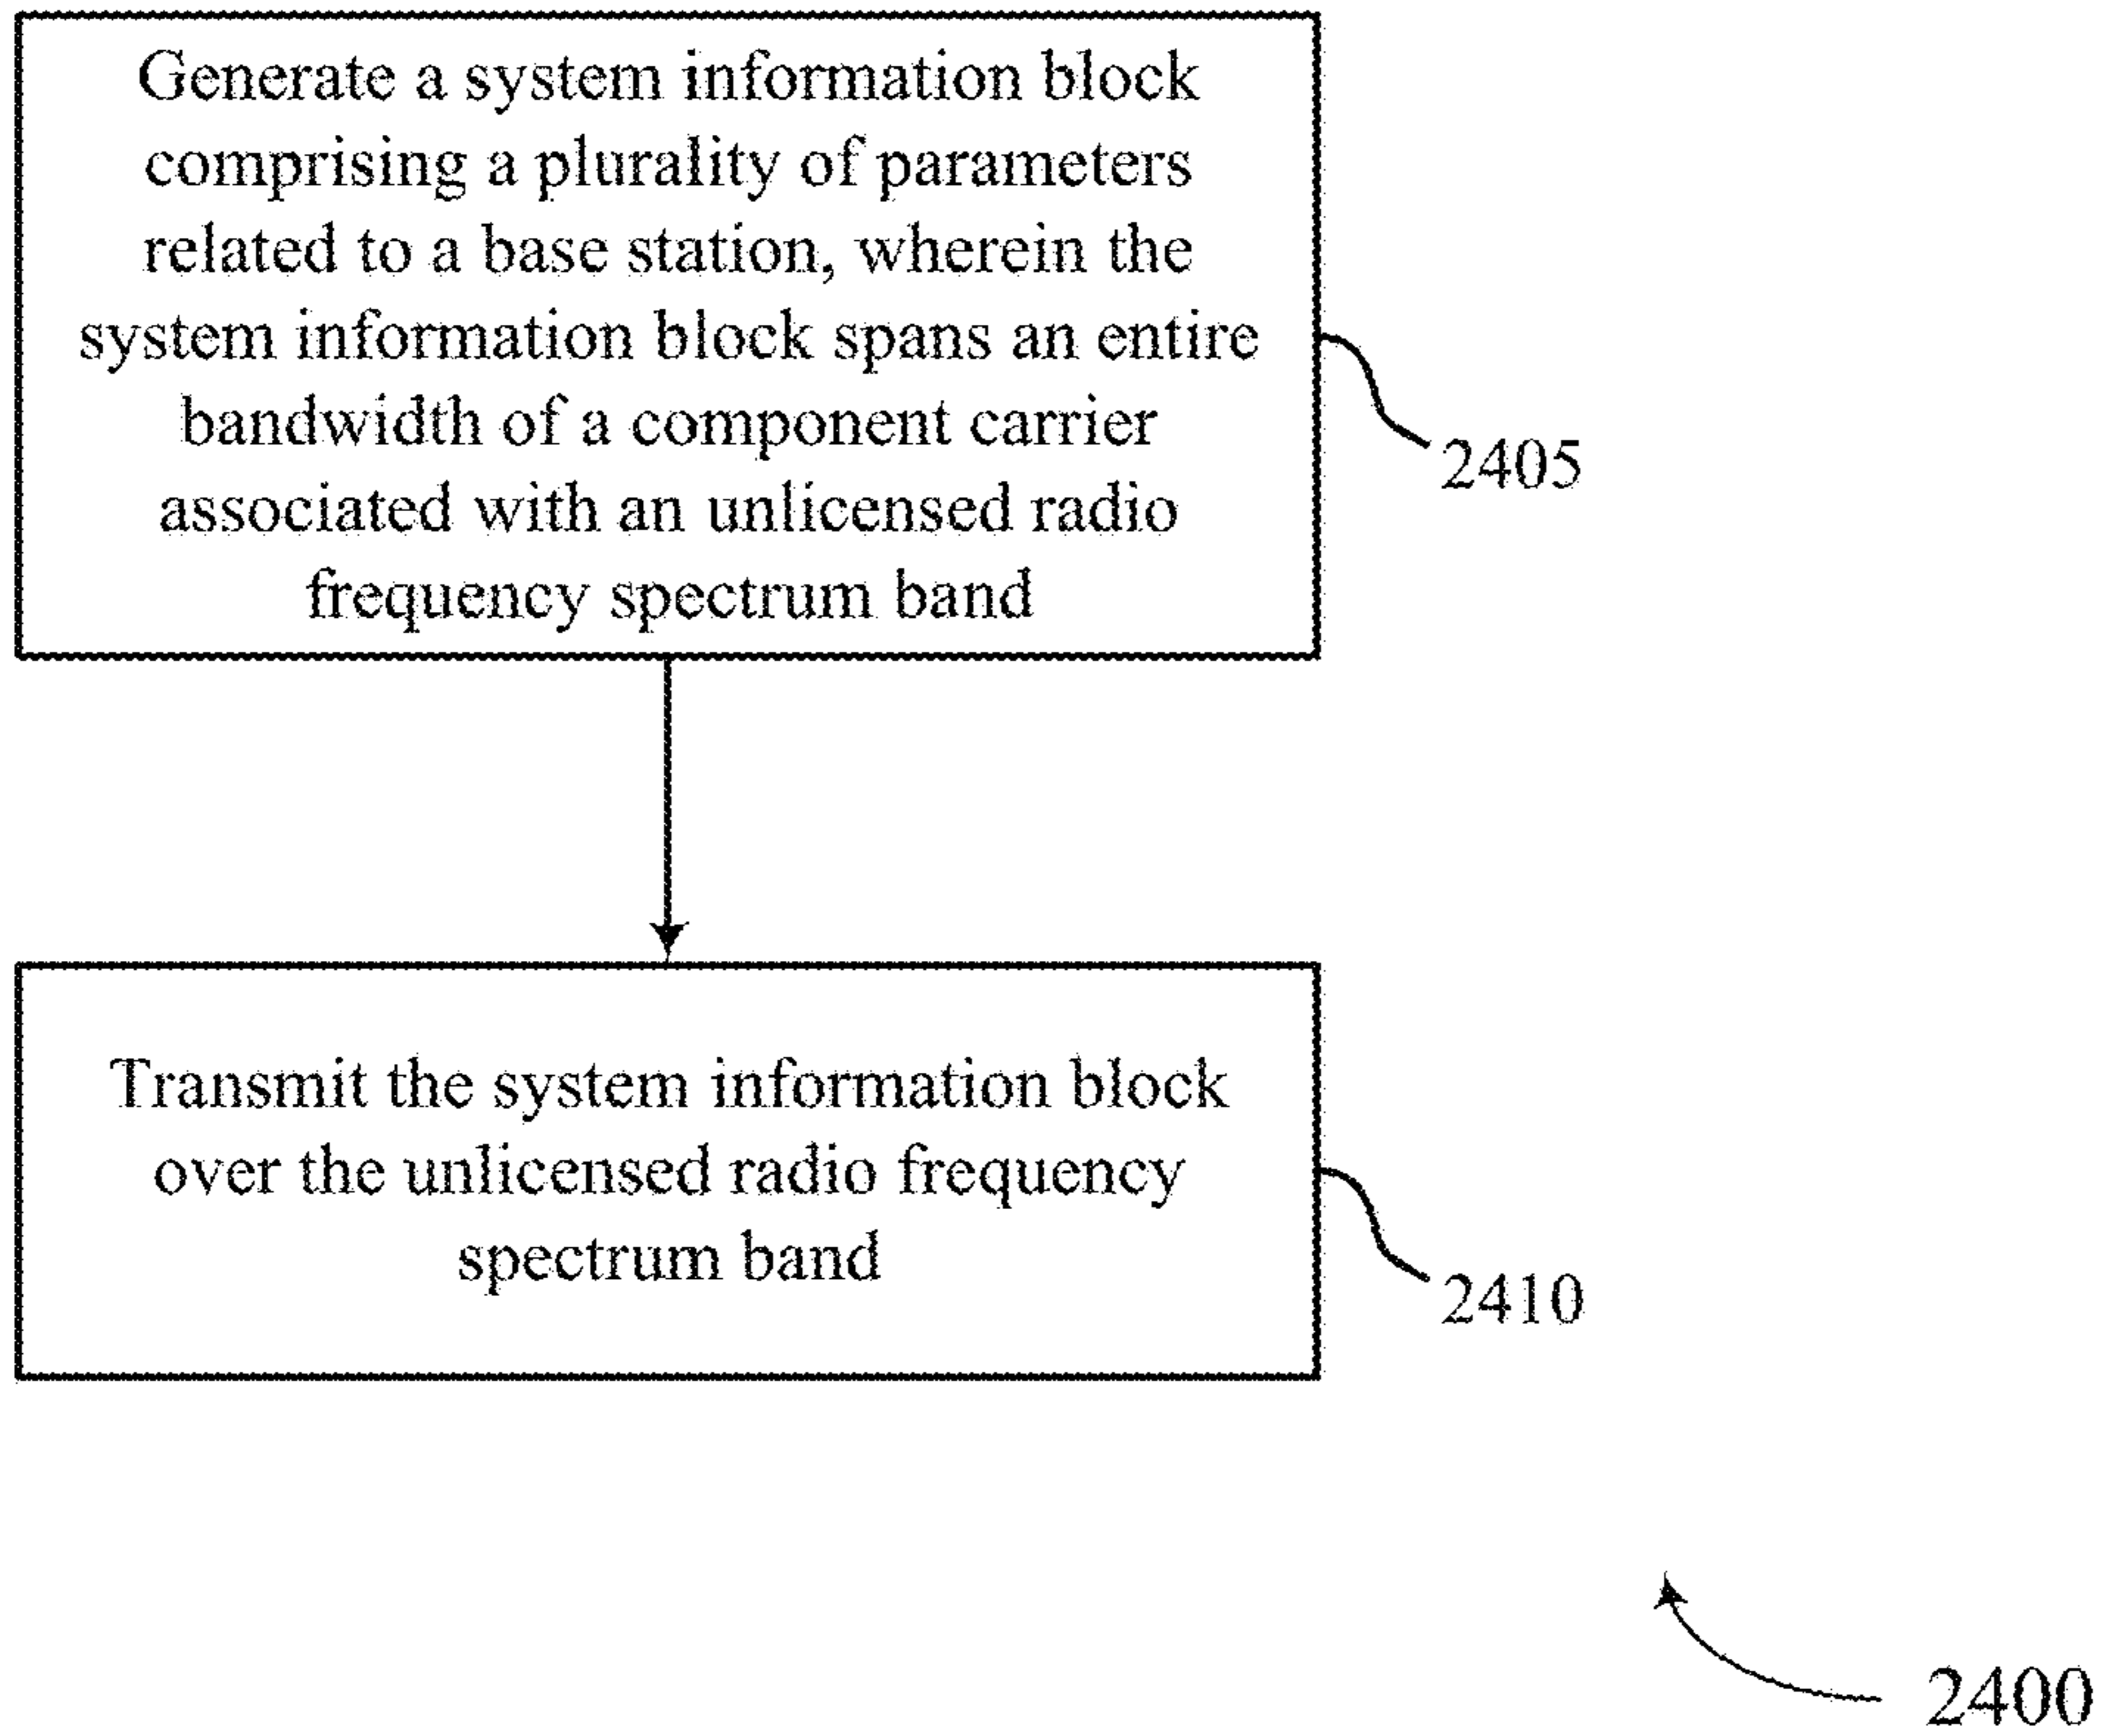 Generate a system information block
comprising a plurality of parameters
related to a base station, wherein the
system information block spans an entire
bandwidth of a component carrier
associated with an unlicensed radio
frequency spectrum band
2405
Transmit the system information block
over the unlicensed radio frequency
spectrum band
2410
2400